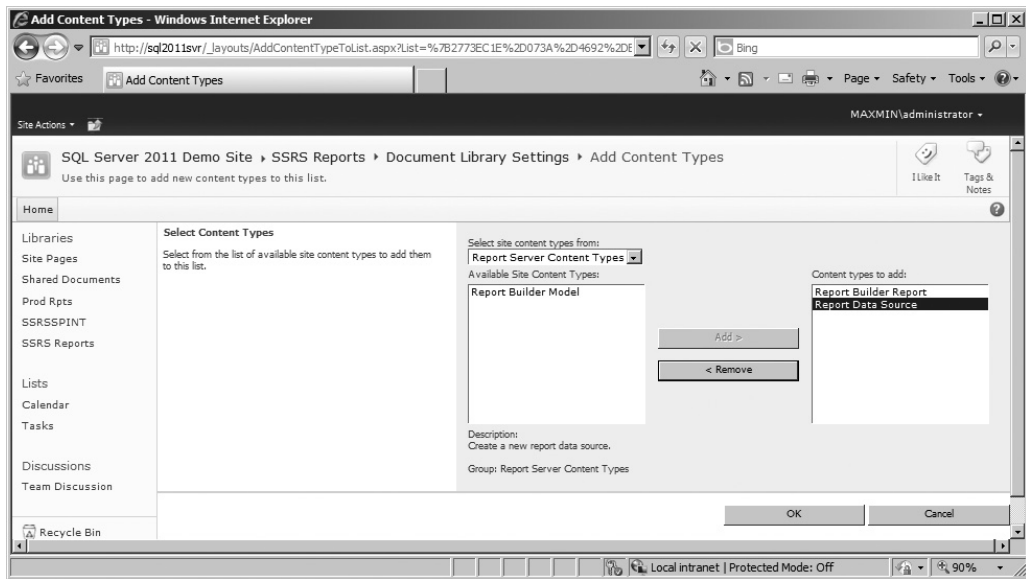 Add Content Types - Windows Internet Explorer
http://sql2011svr/_layouts/AddContentTypeToList.aspx?List=%7B2773EC1E%2D073A%2D4692%2DE
Bing
Favorites
Add Content Types
Page
Safety
Tools
MAXMIN\administrator
Site Actions
SQL Server 2011 Demo Site
SSRS Reports
Document Library Settings
Add Content Types
Use this page to add new content types to this list.
I Like It
Tags &
Notes
Home
Libraries
Site Pages
Shared Documents
Prod Rpts
SSRSSPINT
SSRS Reports
Lists
Calendar
Tasks
Discussions
Team Discussion
Recycle Bin
Select Content Types
Select from the list of available site content types to add them
to this list.
Select site content types from:
Report Server Content Types
Available Site Content Types:
Report Builder Model
Add >
< Remove
Content types to add:
Report Builder Report
Report Data Source
Description:
Create a new report data source.
Group: Report Server Content Types
OK
Cancel
Local intranet | Protected Mode: Off
90%